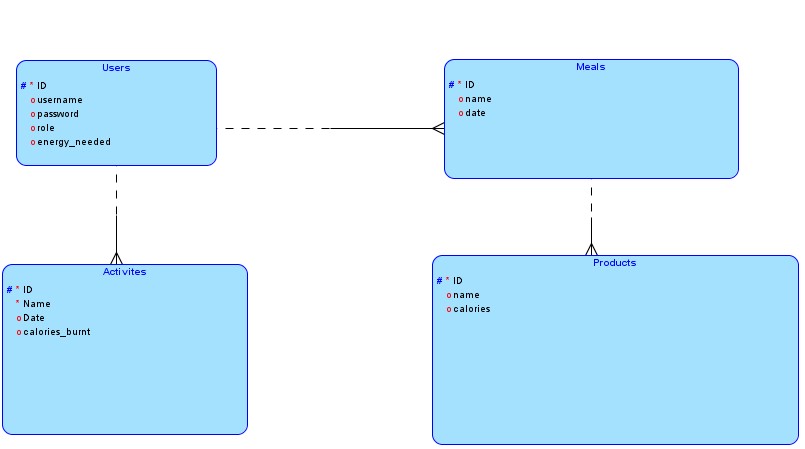 Users
# * ID
o username
o password
o role
o energy_needed
Meals
# * ID
o name
o date
Activites
# * ID
* Name
o Date
o calories_burnt
Products
# * ID
o name
o calories